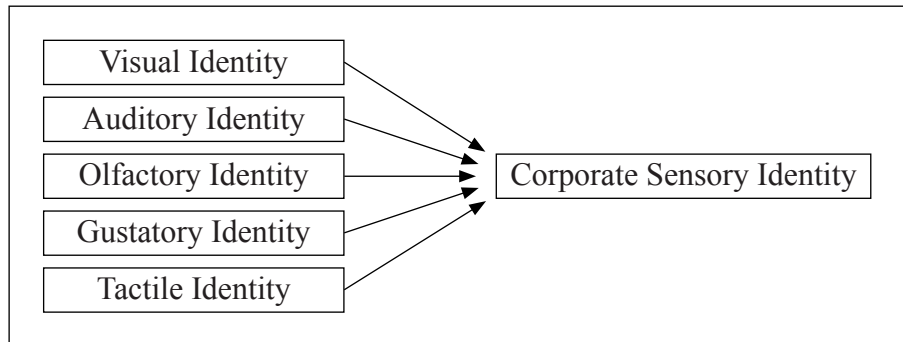 Visual Identity
Auditory Identity
Olfactory Identity
Gustatory Identity
Tactile Identity
Corporate Sensory Identity